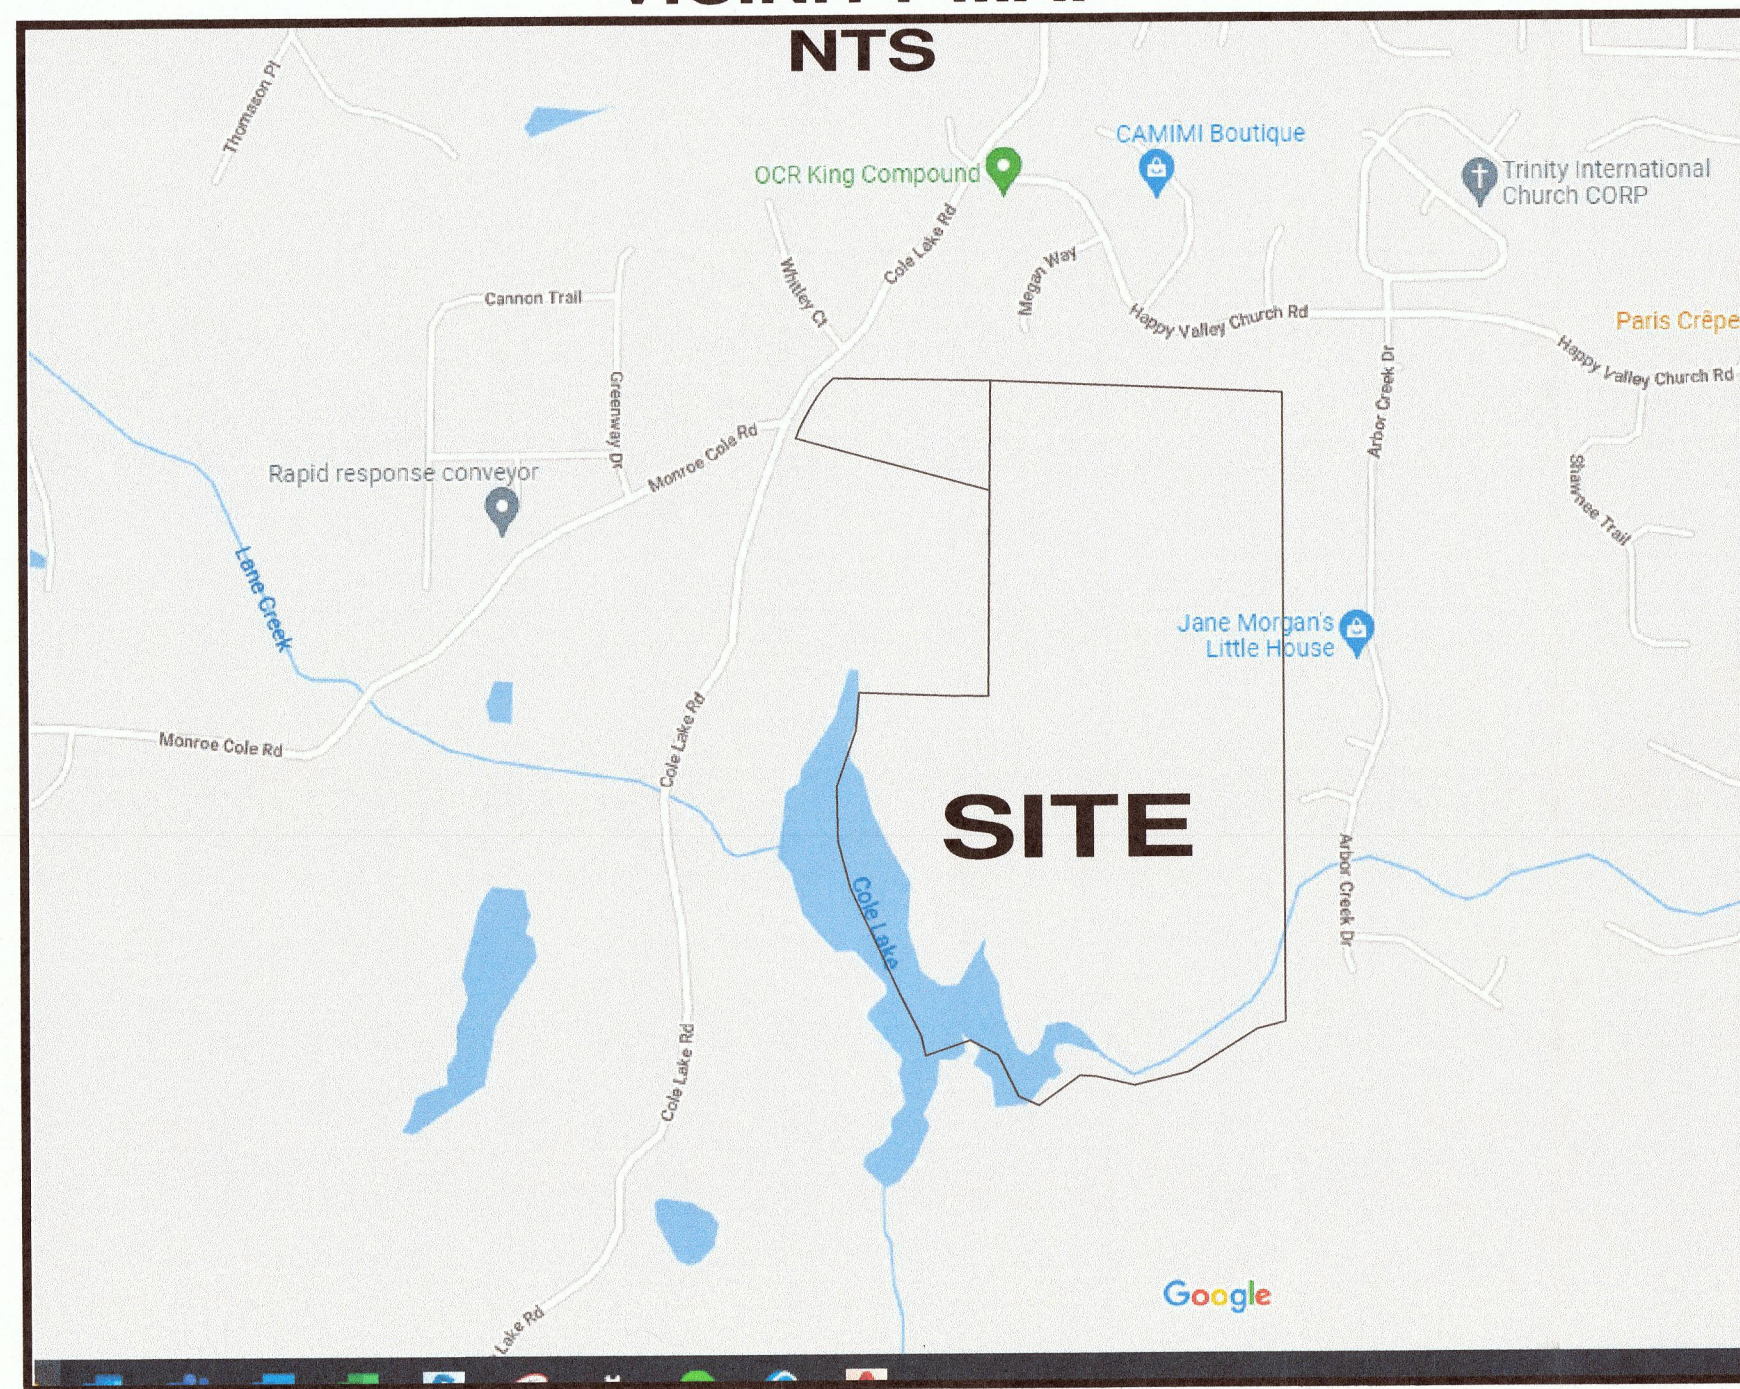 VICINITY MAP
NTS
Thomason Pl
CAMIMI Boutique
OCR King Compound
Trinity International
Church CORP
Cole Lake Rd
Whitley Ct
Megan Way
Cannon Trail
Happy Valley Church Rd
Paris Crêpe
Happy Valley Church Rd
Arbor Creek Dr
Greenway Dr
Monroe Cole Rd
Rapid response conveyor
Shawnee Trail
Lane Creek
Jane Morgan's
Little House
Cole Lake Rd
Monroe Cole Rd
SITE
Arbor Creek Dr
Cole Lake
Cole Lake Rd
Google
Lake Rd